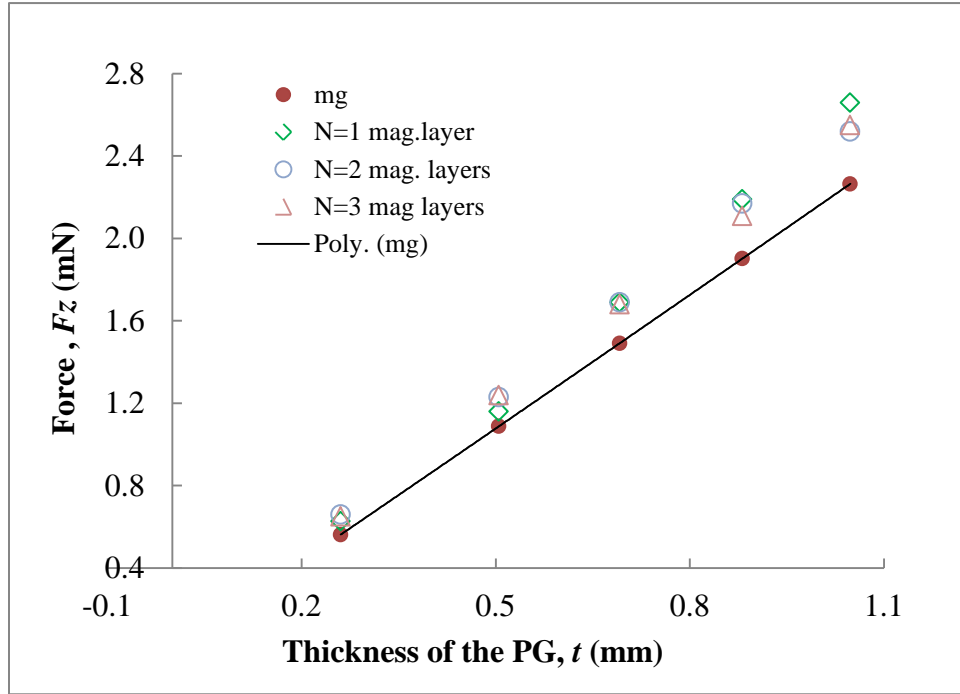 2.8
2.4
2.0
1.6
1.2
0.8
0.4
Force , Fz (mN)
mg
N=1 mag.layer
N=2 mag. layers
N=3 mag layers
Poly. (mg)
-0.1 0.2 0.5 0.8 1.1
Thickness of the PG, t (mm)